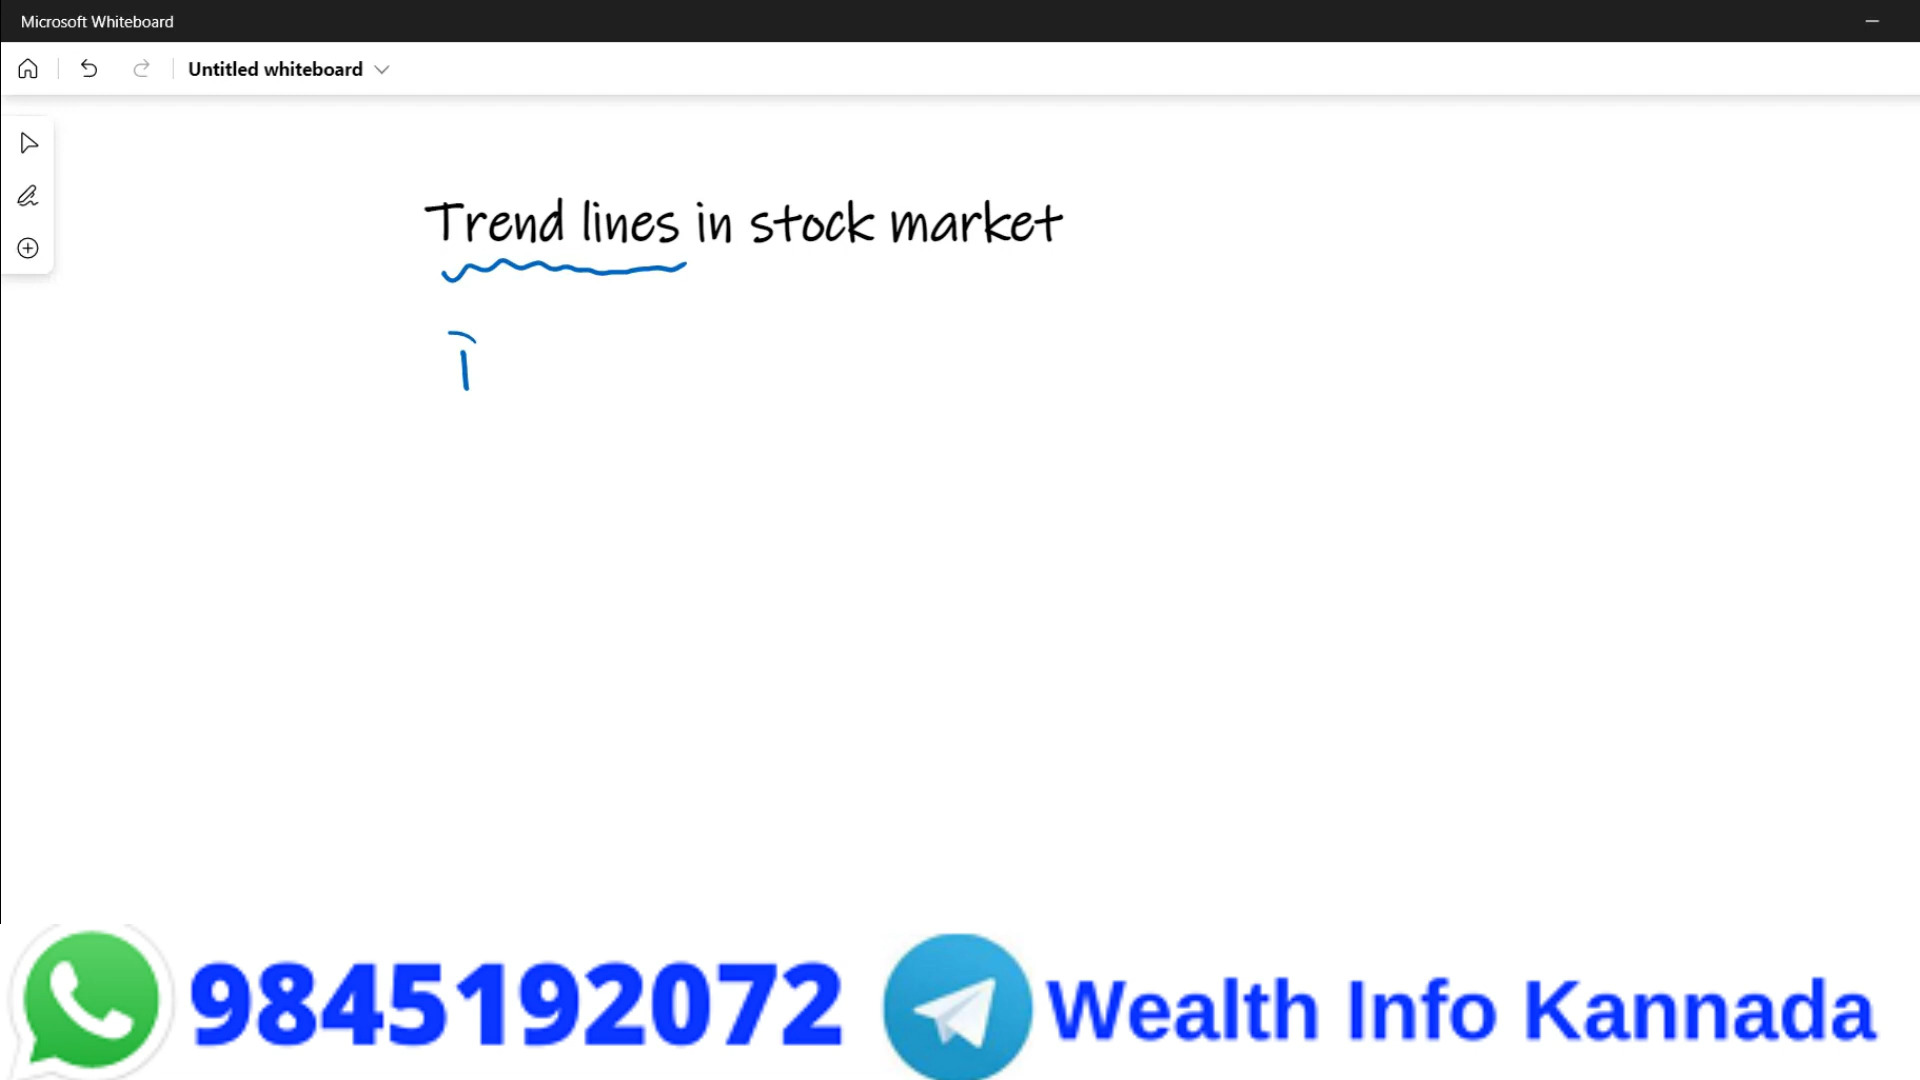 Microsoft Whiteboard
Untitled whiteboard
Trend lines in stock market
9845192072 Wealth Info Kannada